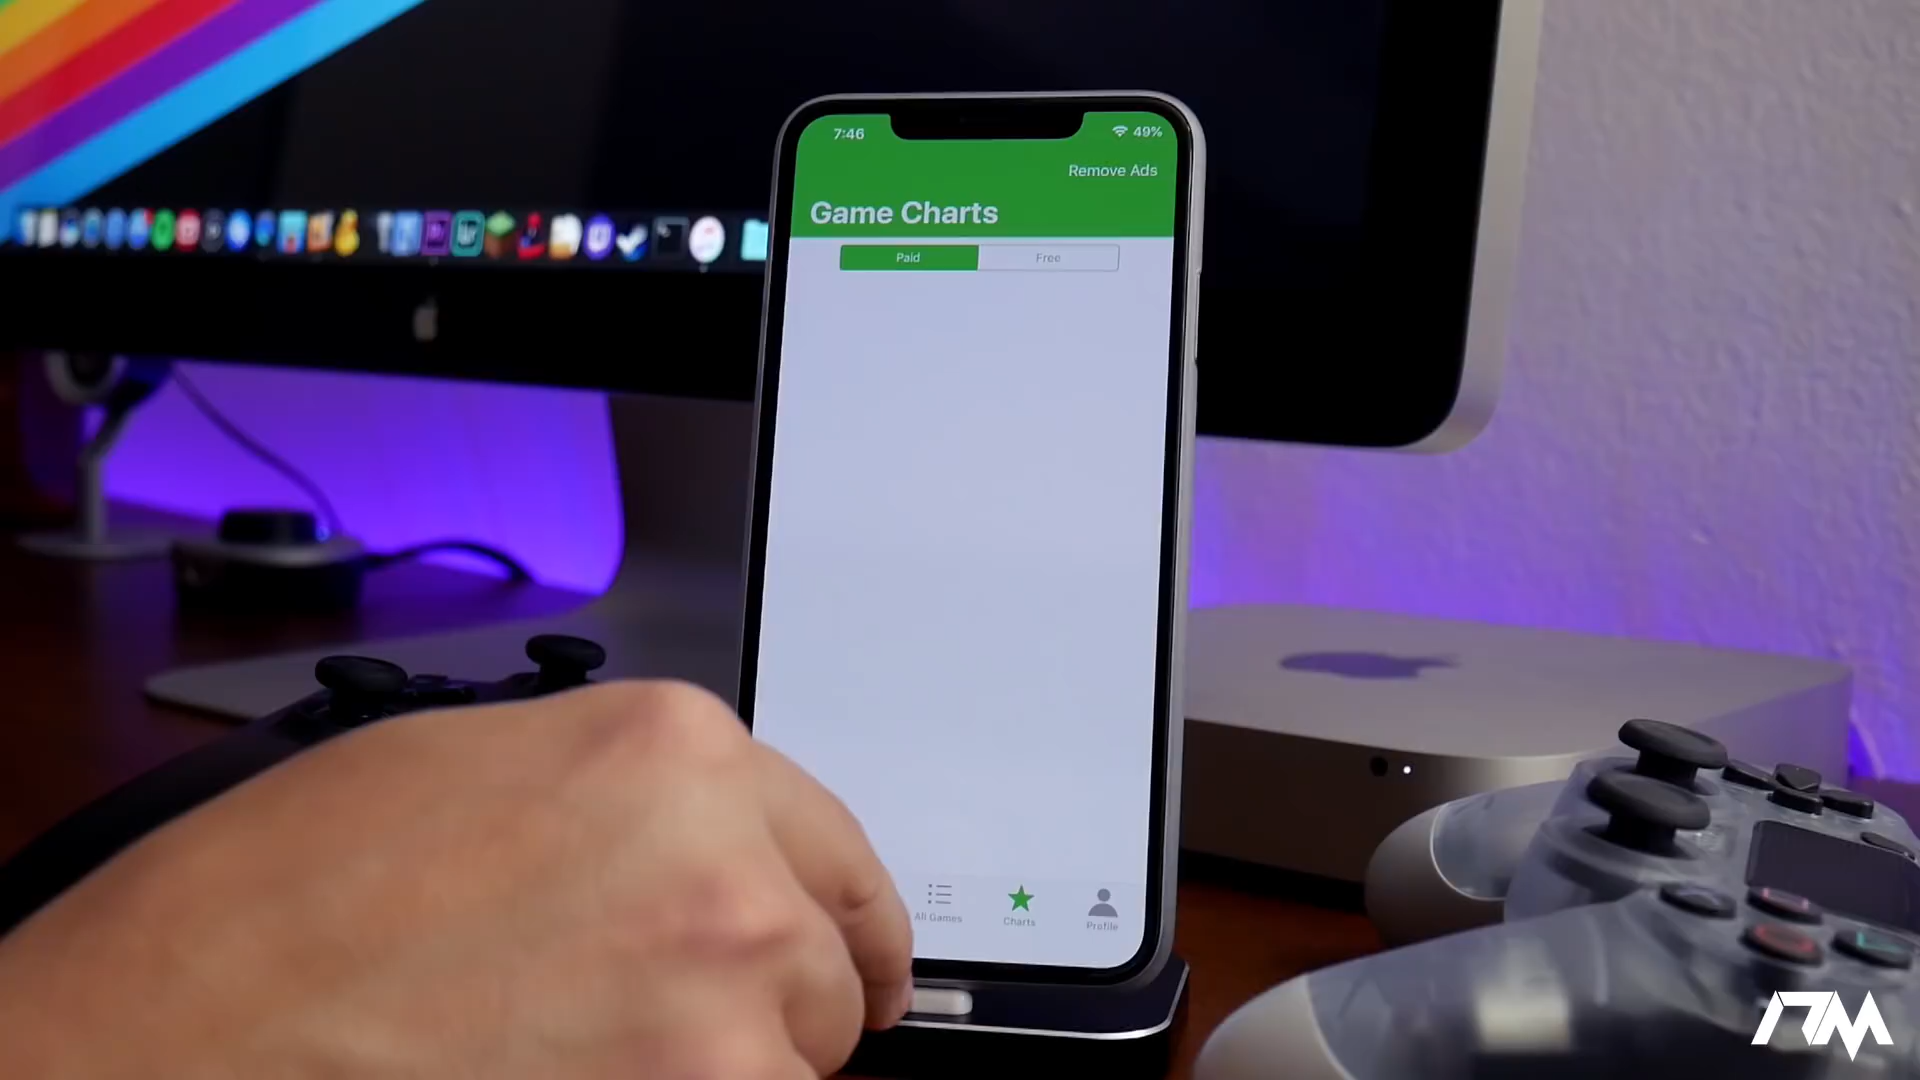 7:46
49%
Remove Ads
Game Charts
Paid
Free
All Games
Charts
Profile